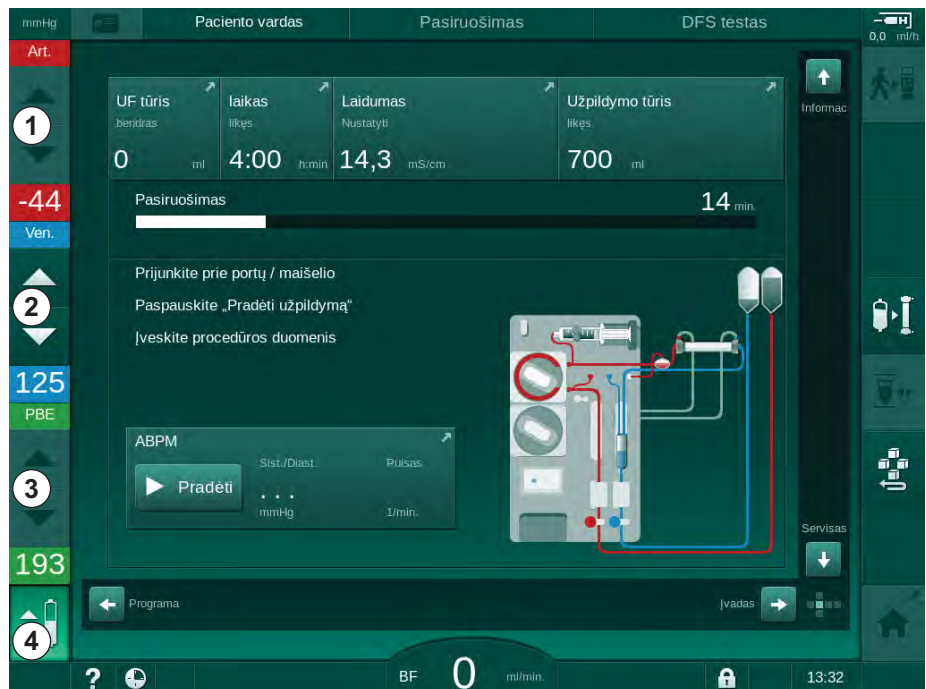 mmHg
Paciento vardas
Pasiruošimas
DFS testas
H
0,0 ml/h
Art.
1
-44
Ven.
2
125
PBE
3
193
4
UF tūris
bendras
0 ml
laikas
likęs
4:00 h:min
Laidumas
Nustatyti
14,3 mS/cm
Užpildymo tūris
likęs
700 ml
Informac
Pasiruošimas
14 min.
Prijunkite prie portų / maišelio
Paspauskite „Pradėti užpildymą“
Įveskite procedūros duomenis
ABPM
Sist./Diast.
Pulsas
Pradėti
. . .
mmHg
1/min.
Servisas
Programa
Įvadas
?
BF 0 ml/min.
13:32